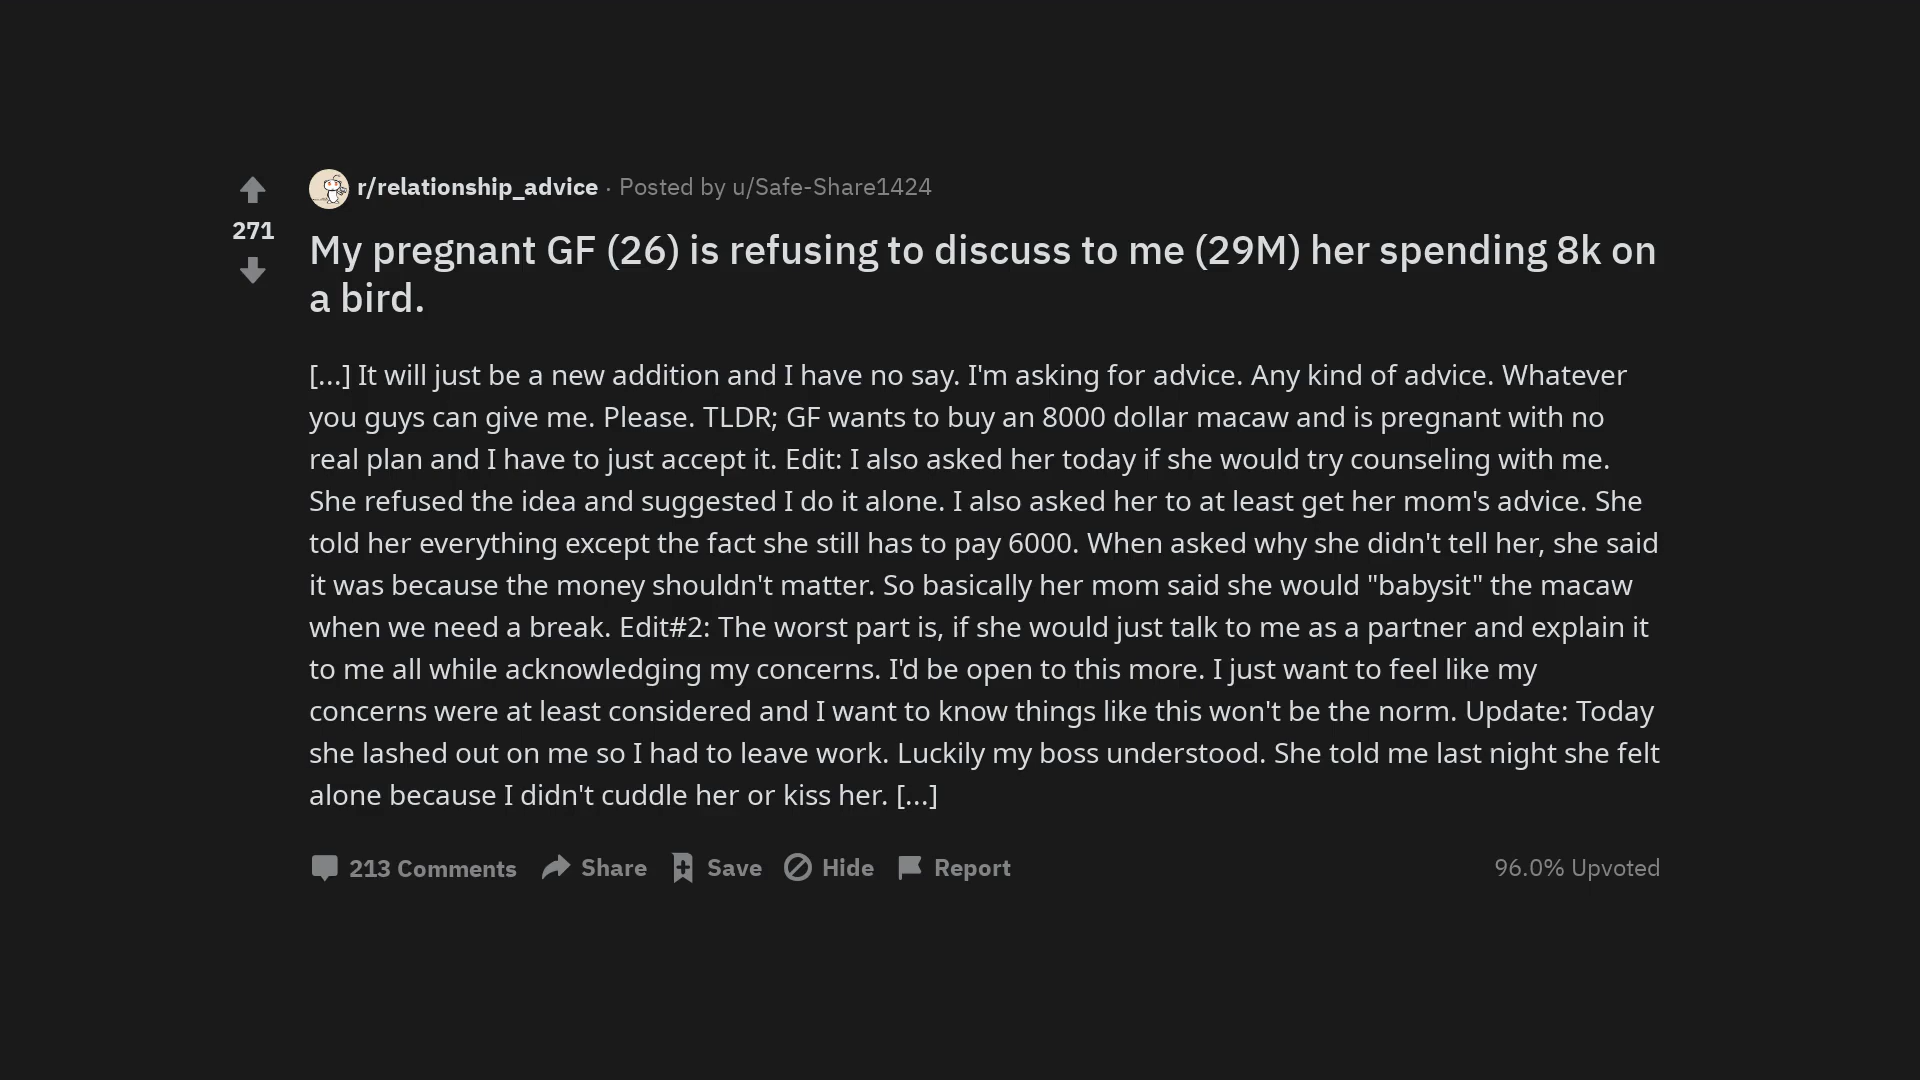 r/relationship_advice · Posted by u/Safe-Share1424
271
My pregnant GF (26) is refusing to discuss to me (29M) her spending 8k on
a bird.
[...] It will just be a new addition and I have no say. I'm asking for advice. Any kind of advice. Whatever
you guys can give me. Please. TLDR; GF wants to buy an 8000 dollar macaw and is pregnant with no
real plan and I have to just accept it. Edit: I also asked her today if she would try counseling with me.
She refused the idea and suggested I do it alone. I also asked her to at least get her mom's advice. She
told her everything except the fact she still has to pay 6000. When asked why she didn't tell her, she said
it was because the money shouldn't matter. So basically her mom said she would "babysit" the macaw
when we need a break. Edit#2: The worst part is, if she would just talk to me as a partner and explain it
to me all while acknowledging my concerns. I'd be open to this more. I just want to feel like my
concerns were at least considered and I want to know things like this won't be the norm. Update: Today
she lashed out on me so I had to leave work. Luckily my boss understood. She told me last night she felt
alone because I didn't cuddle her or kiss her. [...]
213 Comments Share Save Hide Report 96.0% Upvoted